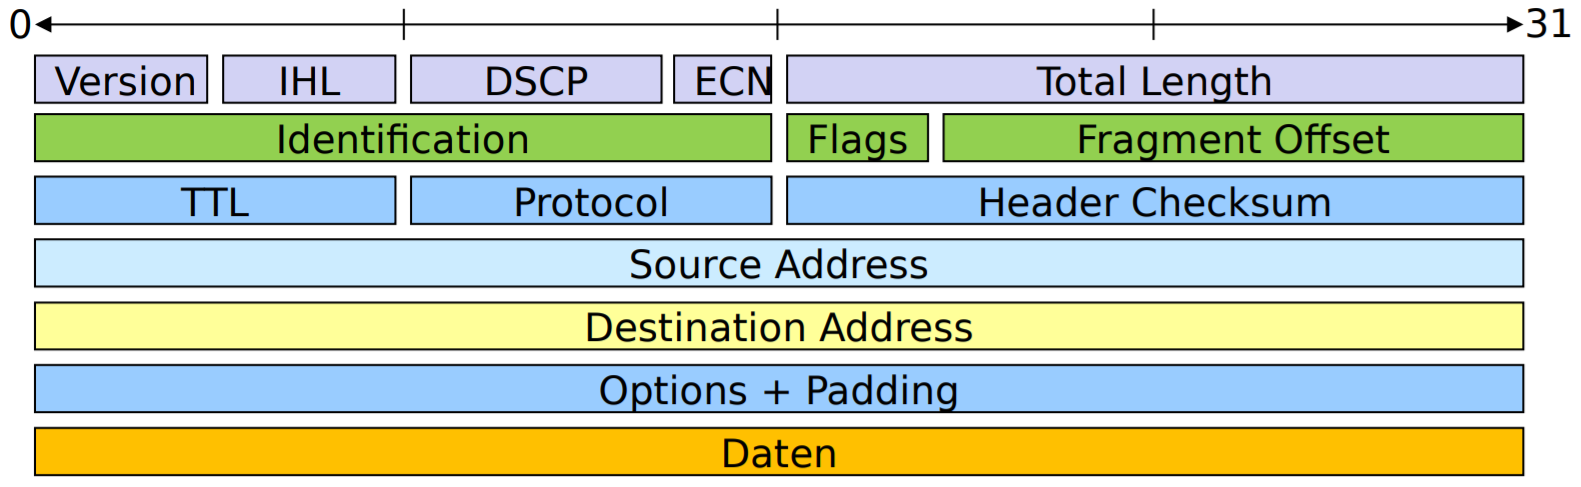 0 31
Version IHL DSCP ECN Total Length
Identification Flags Fragment Offset
TTL Protocol Header Checksum
Source Address
Destination Address
Options + Padding
Daten